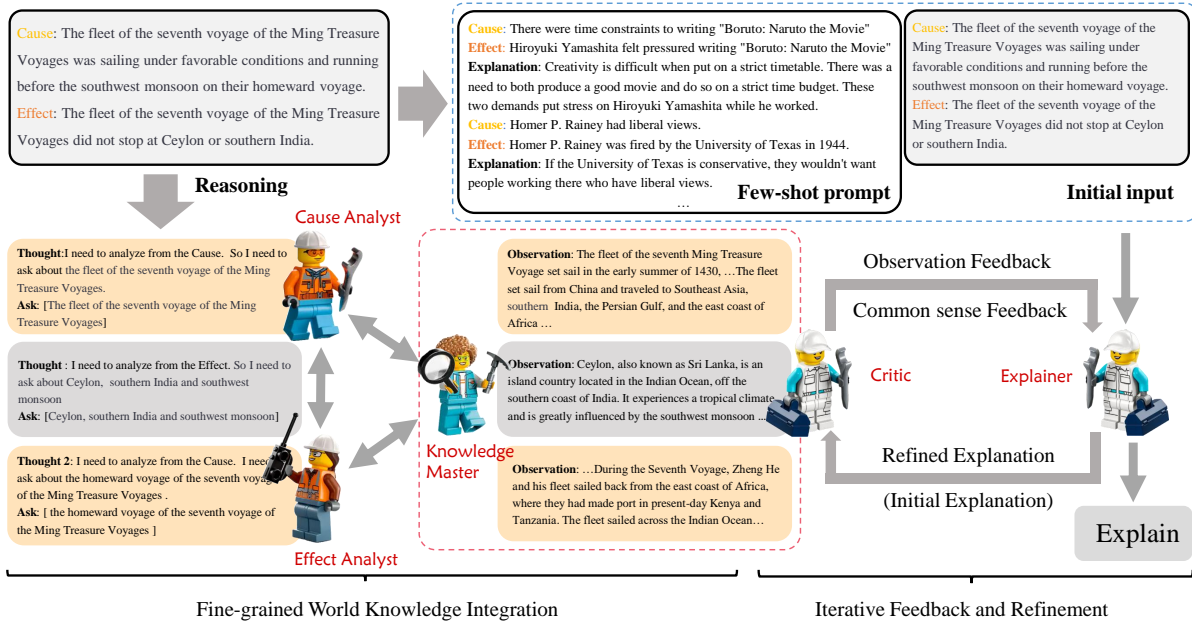 Cause: The fleet of the seventh voyage of the Ming Treasure
Voyages was sailing under favorable conditions and running
before the southwest monsoon on their homeward voyage.
Effect: The fleet of the seventh voyage of the Ming Treasure
Voyages did not stop at Ceylon or southern India.
Cause: There were time constraints to writing "Boruto: Naruto the Movie"
Effect: Hiroyuki Yamashita felt pressured writing "Boruto: Naruto the Movie"
Explanation: Creativity is difficult when put on a strict timetable. There was a
need to both produce a good movie and do so on a strict time budget. These
two demands put stress on Hiroyuki Yamashita while he worked.
Cause: Homer P. Rainey had liberal views.
Effect: Homer P. Rainey was fired by the University of Texas in 1944.
Explanation: If the University of Texas is conservative, they wouldn't want
people working there who have liberal views.
...
Few-shot prompt
Cause: The fleet of the seventh voyage of the
Ming Treasure Voyages was sailing under
favorable conditions and running before the
southwest monsoon on their homeward voyage.
Effect: The fleet of the seventh voyage of the
Ming Treasure Voyages did not stop at Ceylon
or southern India.
Initial input
Reasoning
Cause Analyst
Thought:I need to analyze from the Cause. So I need to
ask about the fleet of the seventh voyage of the Ming
Treasure Voyages.
Ask: [The fleet of the seventh voyage of the Ming
Treasure Voyages]
Thought : I need to analyze from the Effect. So I need to
ask about Ceylon, southern India and southwest
monsoon
Ask: [Ceylon, southern India and southwest monsoon]
Thought 2: I need to analyze from the Cause. I need
ask about the homeward voyage of the seventh
of the Ming Treasure Voyages .
Ask: [ the homeward voyage of the seventh voyage of
the Ming Treasure Voyages ]
Effect Analyst
Knowledge
Master
Observation: The fleet of the seventh Ming Treasure
Voyage set sail in the early summer of 1430, …The fleet
set sail from China and traveled to Southeast Asia,
southern India, the Persian Gulf, and the east coast of
Africa …
Observation: Ceylon, also known as Sri Lanka, is an
island country located in the Indian Ocean, off the
southern coast of India. It experiences a tropical climate
and is greatly influenced by the southwest monsoon ...
Observation: …During the Seventh Voyage, Zheng He
and his fleet sailed back from the east coast of Africa,
where they had made port in present-day Kenya and
Tanzania. The fleet sailed across the Indian Ocean…
Observation Feedback
Common sense Feedback
Critic
Explainer
Refined Explanation
(Initial Explanation)
Explain
Fine-grained World Knowledge Integration
Iterative Feedback and Refinement